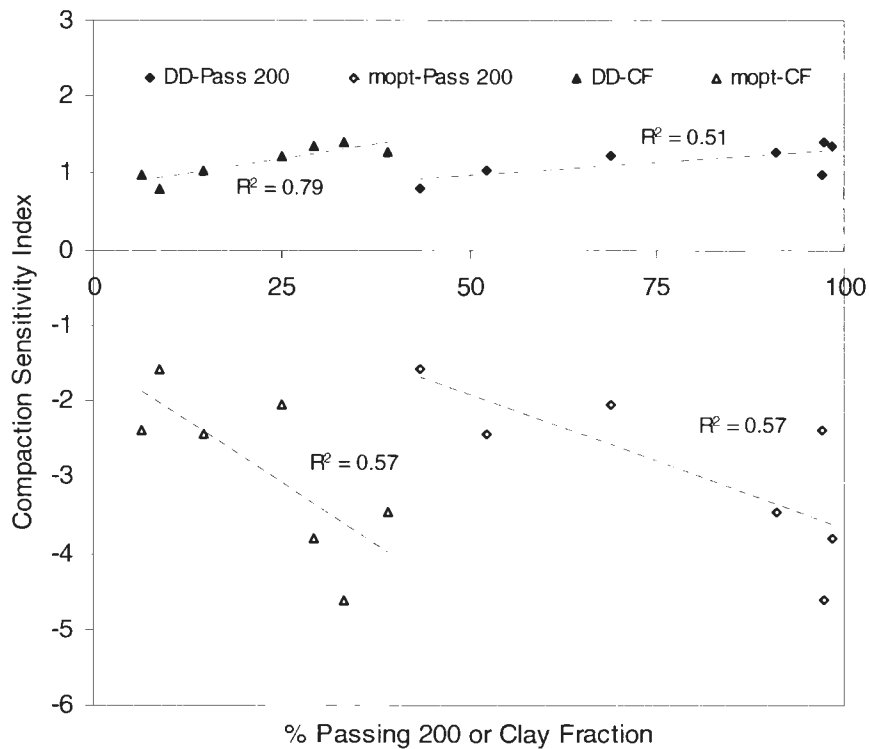 3
◆ DD-Pass 200 ◇ mopt-Pass 200 ▲ DD-CF △ mopt-CF
2
R² = 0.51
1
R² = 0.79
0
0 25 50 75 100
-1
-2
R² = 0.57
R² = 0.57
-3
-4
-5
-6
Compaction Sensitivity Index
% Passing 200 or Clay Fraction